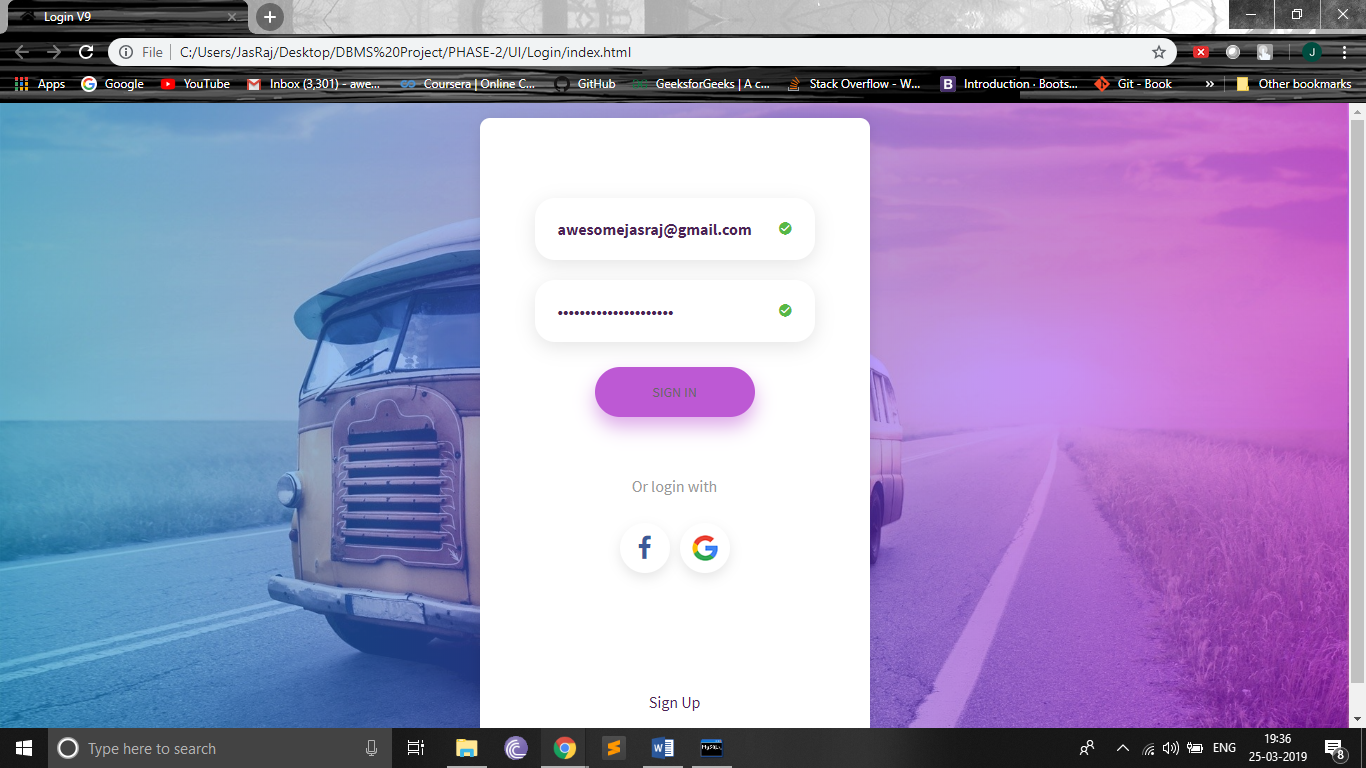 Login V9
File C:/Users/JasRaj/Desktop/DBMS%20Project/PHASE-2/UI/Login/index.html J
Apps Google YouTube Inbox (3,301) - awe... Coursera | Online C... GitHub GeeksforGeeks | A c... Stack Overflow - W... B Introduction · Boots... Git - Book » Other bookmarks
awesomejasraj@gmail.com
•••••••••••••••••••••
SIGN IN
Or login with
f G
Sign Up
Type here to search W MySQL ENG 19:36
25-03-2019 8